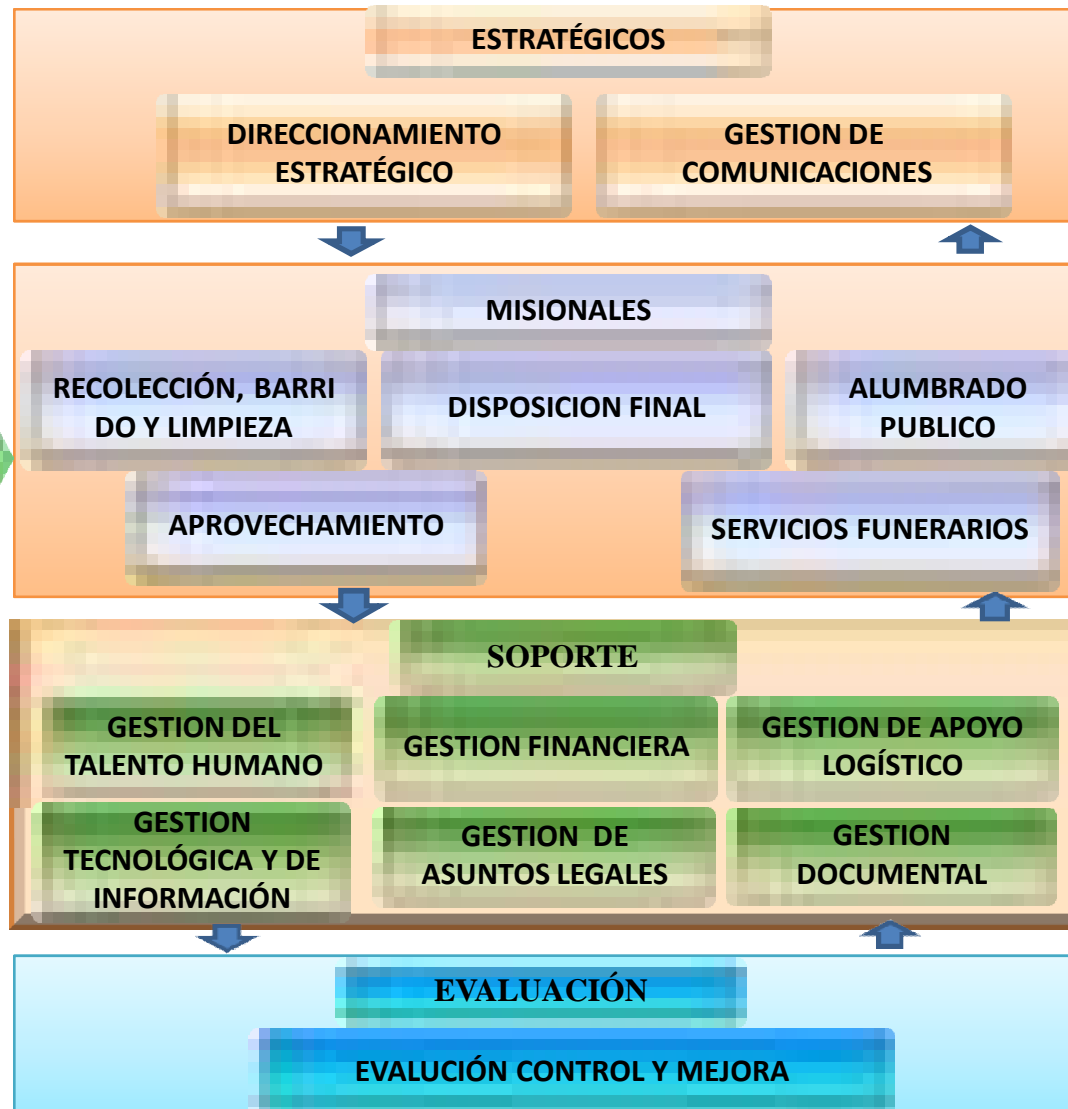 ESTRATÉGICOS
DIRECCIONAMIENTO
ESTRATÉGICO
GESTION DE
COMUNICACIONES
MISIONALES
RECOLECCIÓN, BARRI
DO Y LIMPIEZA
DISPOSICION FINAL
ALUMBRADO
PUBLICO
APROVECHAMIENTO
SERVICIOS FUNERARIOS
SOPORTE
GESTION DEL
TALENTO HUMANO
GESTION FINANCIERA
GESTION DE APOYO
LOGÍSTICO
GESTION
TECNOLÓGICA Y DE
INFORMACIÓN
GESTION DE
ASUNTOS LEGALES
GESTION
DOCUMENTAL
EVALUACIÓN
EVALUCIÓN CONTROL Y MEJORA